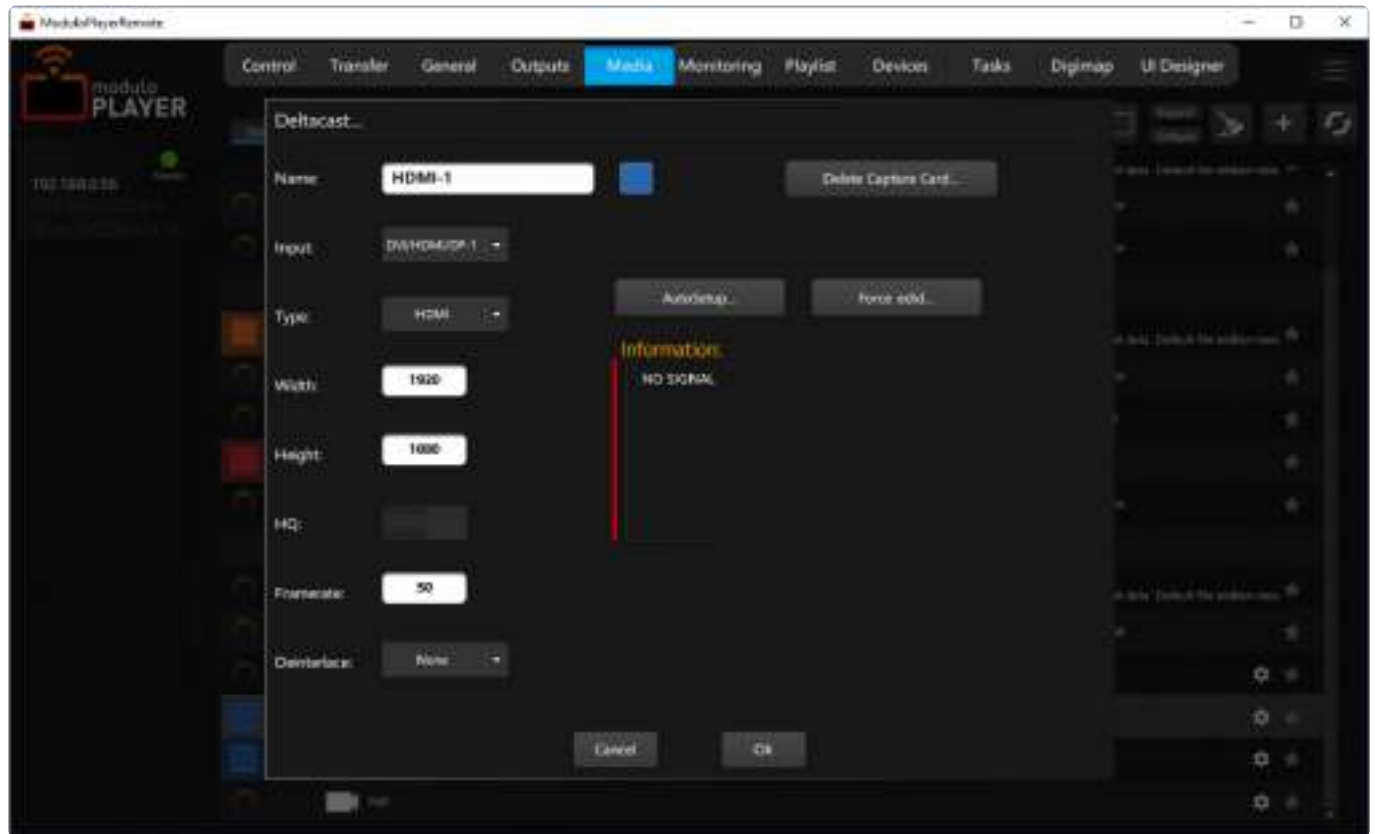 ModuloPlayerRemote
modulo
PLAYER
Control Transfer General Outputs Media Monitoring Playlist Devices Tasks Digimap UI Designer
Deltacast...
Name: HDMI-1 Delete Capture Card...
Input: DVI/HDMI/DP-1
AutoSetup... Force edid...
Type: HDMI
Information:
NO SIGNAL
Width: 1920
Height: 1080
HQ:
Framerate: 50
Deinterlace: None
Cancel Ok